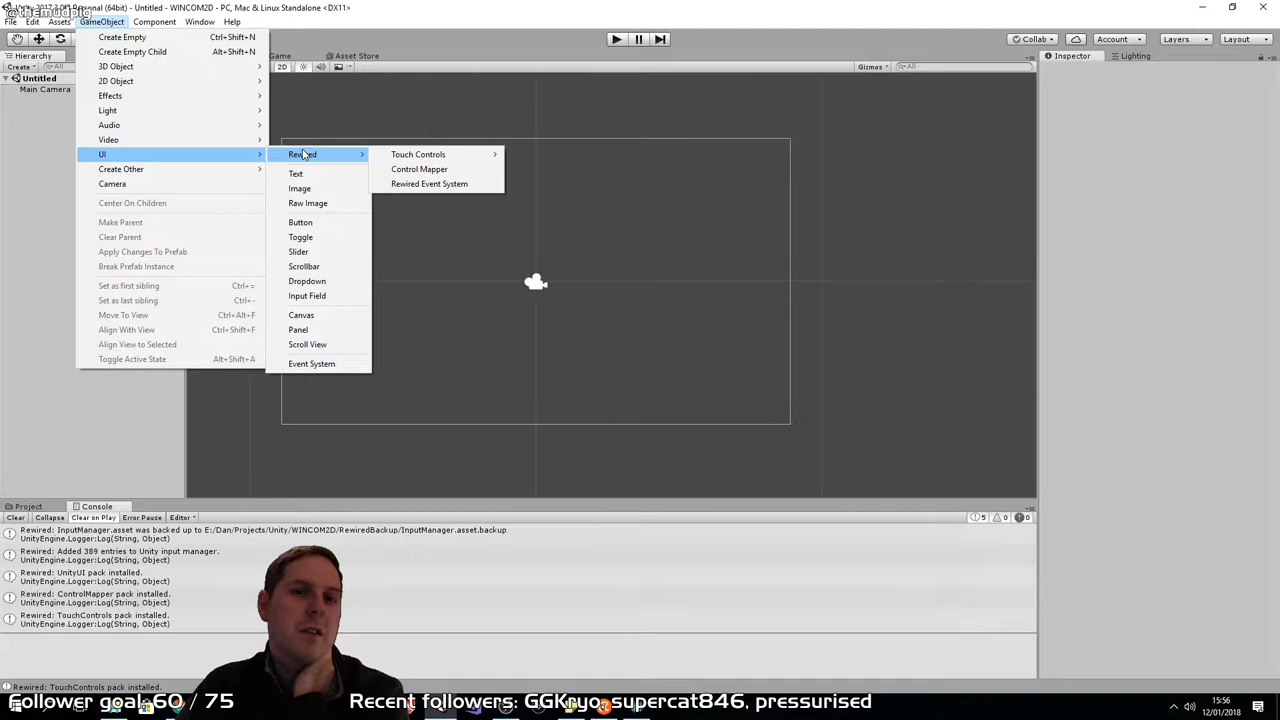 Unity 2017.3.0f3 Personal (64bit) - Untitled - WINCOM2D - PC, Mac & Linux Standalone <DX11>
@themudpig
File Edit Assets GameObject Component Window Help
Collab Account Layers Layout
Hierarchy
Game
Asset Store
Inspector
Lighting
Create
All
2D
Gizmos
All
Untitled
Main Camera
Create Empty Ctrl+Shift+N
Create Empty Child Alt+Shift+N
3D Object
2D Object
Effects
Light
Audio
Video
UI
Create Other
Camera
Center On Children
Make Parent
Clear Parent
Apply Changes To Prefab
Break Prefab Instance
Set as first sibling Ctrl+=
Set as last sibling Ctrl+-
Move To View Ctrl+Alt+F
Align With View Ctrl+Shift+F
Align View to Selected
Toggle Active State Alt+Shift+A
Rewired
Text
Image
Raw Image
Button
Toggle
Slider
Scrollbar
Dropdown
Input Field
Canvas
Panel
Scroll View
Event System
Touch Controls
Control Mapper
Rewired Event System
Project
Console
Clear Collapse Clear on Play Error Pause Editor
5 0 0
Rewired: InputManager.asset was backed up to E:/Dan/Projects/Unity/WINCOM2D/RewiredBackup/InputManager.asset.backup
UnityEngine.Logger:Log(String, Object)
Rewired: Added 389 entries to Unity input manager.
UnityEngine.Logger:Log(String, Object)
Rewired: UnityUI pack installed.
UnityEngine.Logger:Log(String, Object)
Rewired: ControlMapper pack installed.
UnityEngine.Logger:Log(String, Object)
Rewired: TouchControls pack installed.
UnityEngine.Logger:Log(String, Object)
Rewired: TouchControls pack installed.
Follower goal: 60 / 75
Recent followers: GGKryo, supercat846, pressurised
15:56
12/01/2018